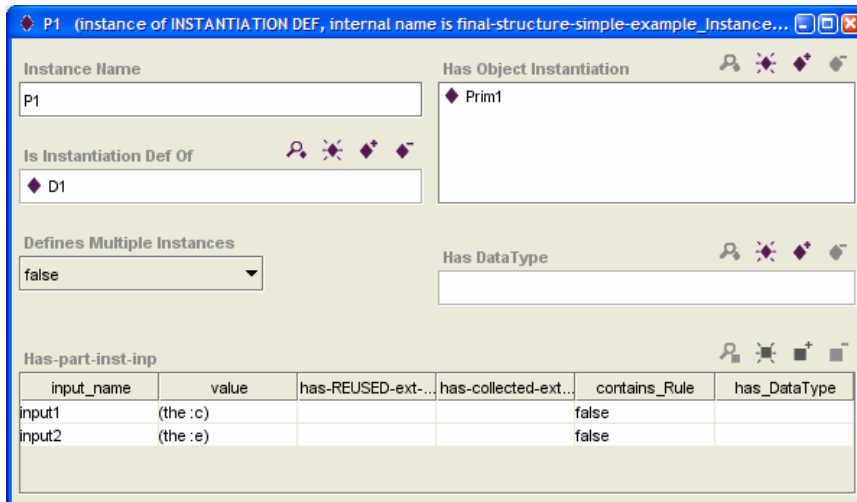 P1 (instance of INSTANTIATION DEF, internal name is final-structure-simple-example_Instance...
Instance Name
P1
Has Object Instantiation
Prim1
Is Instantiation Def Of
D1
Defines Multiple Instances
false
Has DataType
Has-part-inst-inp
input_name value has-REUSED-ext-... has-collected-ext... contains_Rule has_DataType
input1 (the :c) false
input2 (the :e) false